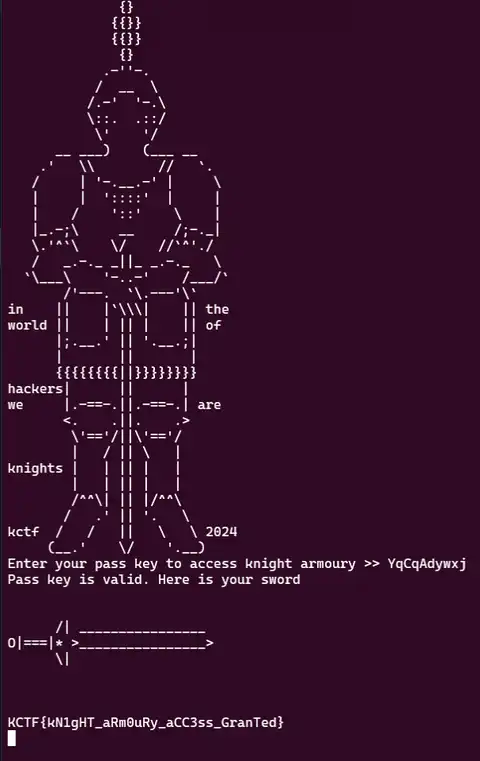 in the
world of
hackers
we are
knights
kctf 2024
Enter your pass key to access knight armoury >> YqCqAdywxj
Pass key is valid. Here is your sword
KCTF{kN1gHT_aRm0uRy_aCC3ss_GranTed}